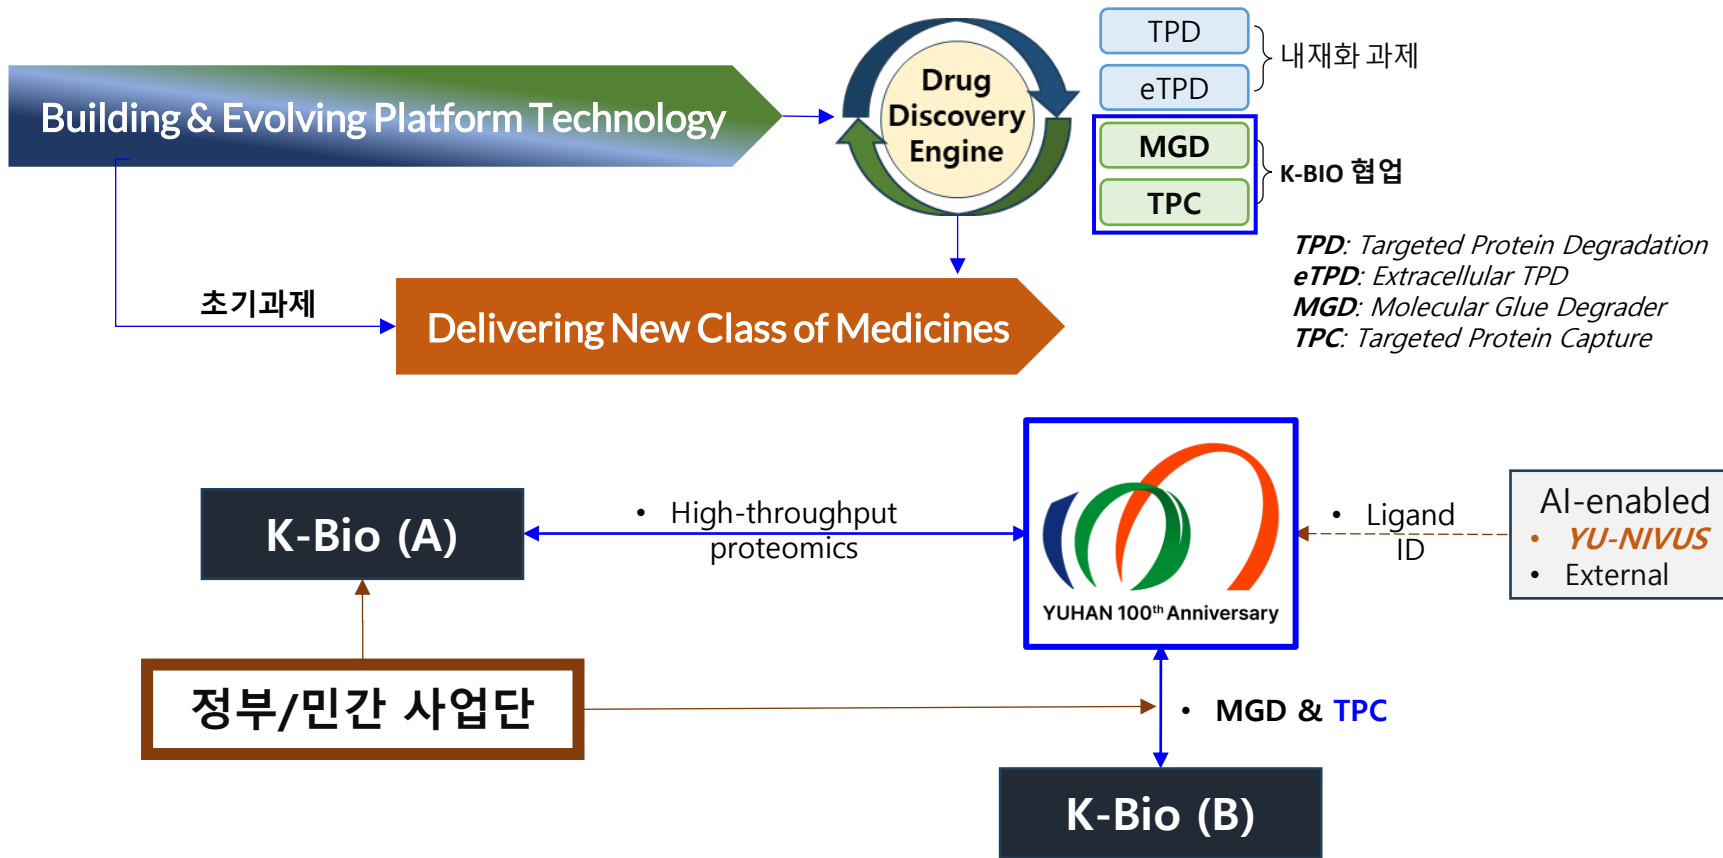 Building & Evolving Platform Technology
Drug
Discovery
Engine
TPD
eTPD
내재화 과제
MGD
TPC
K-BIO 협업
TPD: Targeted Protein Degradation
eTPD: Extracellular TPD
MGD: Molecular Glue Degrader
TPC: Targeted Protein Capture
초기과제
Delivering New Class of Medicines
K-Bio (A)
• High-throughput
proteomics
YUHAN 100th Anniversary
• Ligand
ID
AI-enabled
• YU-NIVUS
• External
정부/민간 사업단
• MGD & TPC
K-Bio (B)